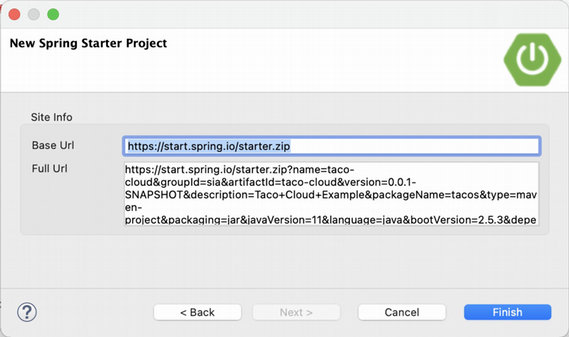 New Spring Starter Project
Site Info
Base Url
https://start.spring.io/starter.zip
Full Url
https://start.spring.io/starter.zip?name=taco-
cloud&groupId=sia&artifactId=taco-cloud&version=0.0.1-
SNAPSHOT&description=Taco+Cloud+Example&packageName=tacos&type=maven-
project&packaging=jar&javaVersion=11&language=java&bootVersion=2.5.3&depe
?
< Back
Next >
Cancel
Finish